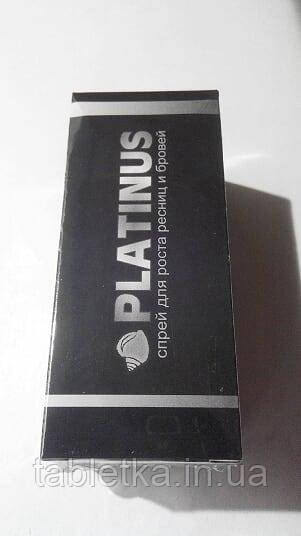 PLATINUS
спрей для роста ресниц и бровей
tabletka.in.ua